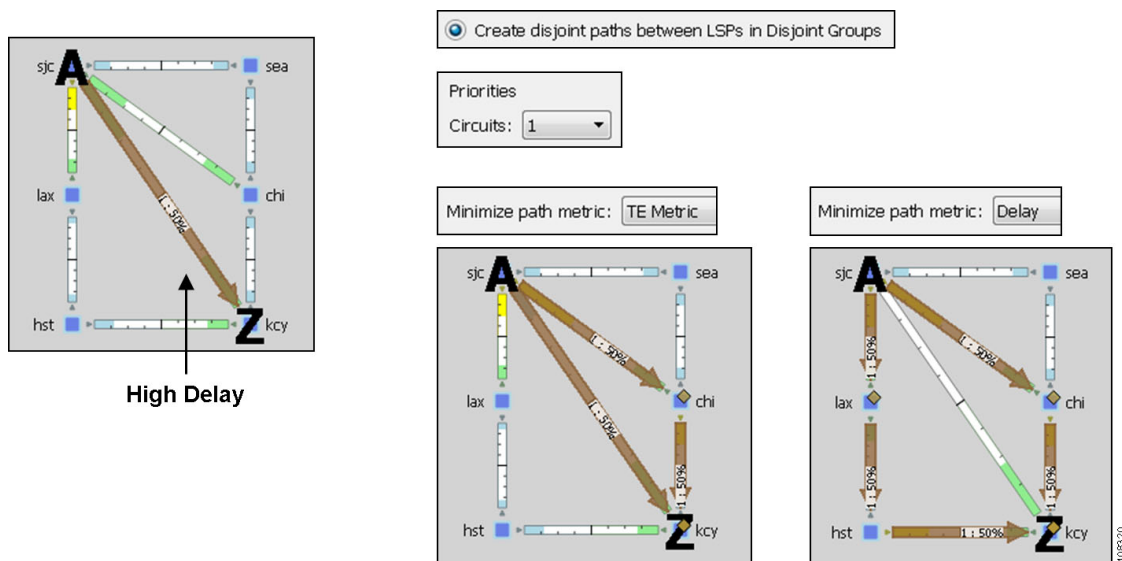 Create disjoint paths between LSPs in Disjoint Groups
Priorities
Circuits: 1
Minimize path metric: TE Metric
Minimize path metric: Delay
sjc A sea
1 : 50%
lax chi
hst Z kcy
High Delay
sjc A sea
1 : 50%
1 : 50%
lax chi
1 : 50%
hst Z kcy
sjc A sea
1 : 50%
1 : 50%
lax chi
1 : 50%
1 : 50%
hst 1 : 50% Z kcy
408320